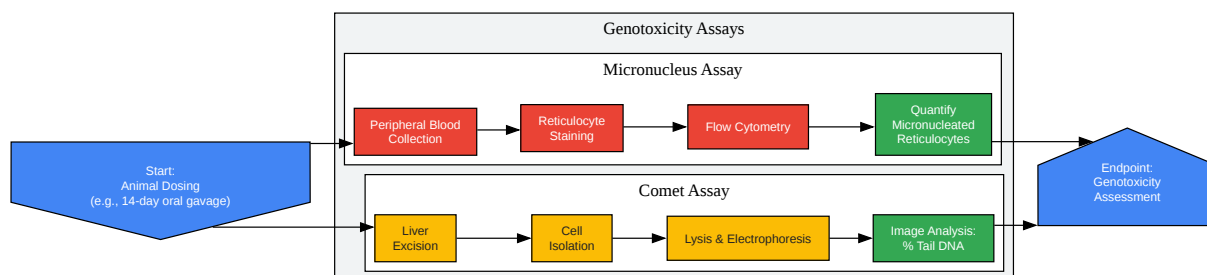 Genotoxicity Assays
Micronucleus Assay
Peripheral Blood
Collection
Reticulocyte
Staining
Flow Cytometry
Quantify
Micronucleated
Reticulocytes
Start:
Animal Dosing
(e.g., 14-day oral gavage)
Endpoint:
Genotoxicity
Assessment
Comet Assay
Liver
Excision
Cell
Isolation
Lysis & Electrophoresis
Image Analysis:
% Tail DNA